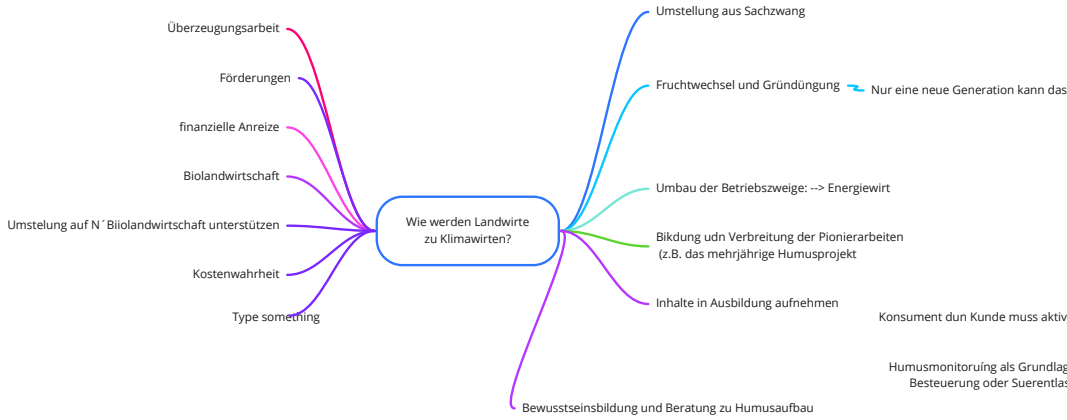 Überzeugungsarbeit
Förderungen
finanzielle Anreize
Biolandwirtschaft
Umstelung auf N´Biiolandwirtschaft unterstützen
Kostenwahrheit
Type something
Wie werden Landwirte
zu Klimawirten?
Umstellung aus Sachzwang
Fruchtwechsel und Gründüngung
Nur eine neue Generation kann das
Umbau der Betriebszweige: --> Energiewirt
Bikdung udn Verbreitung der Pionierarbeiten
(z.B. das mehrjährige Humusprojekt
Inhalte in Ausbildung aufnehmen
Konsument dun Kunde muss aktiv
Humusmonitoruíng als Grundlag
Besteuerung oder Suerentlas
Bewusstseinsbildung und Beratung zu Humusaufbau